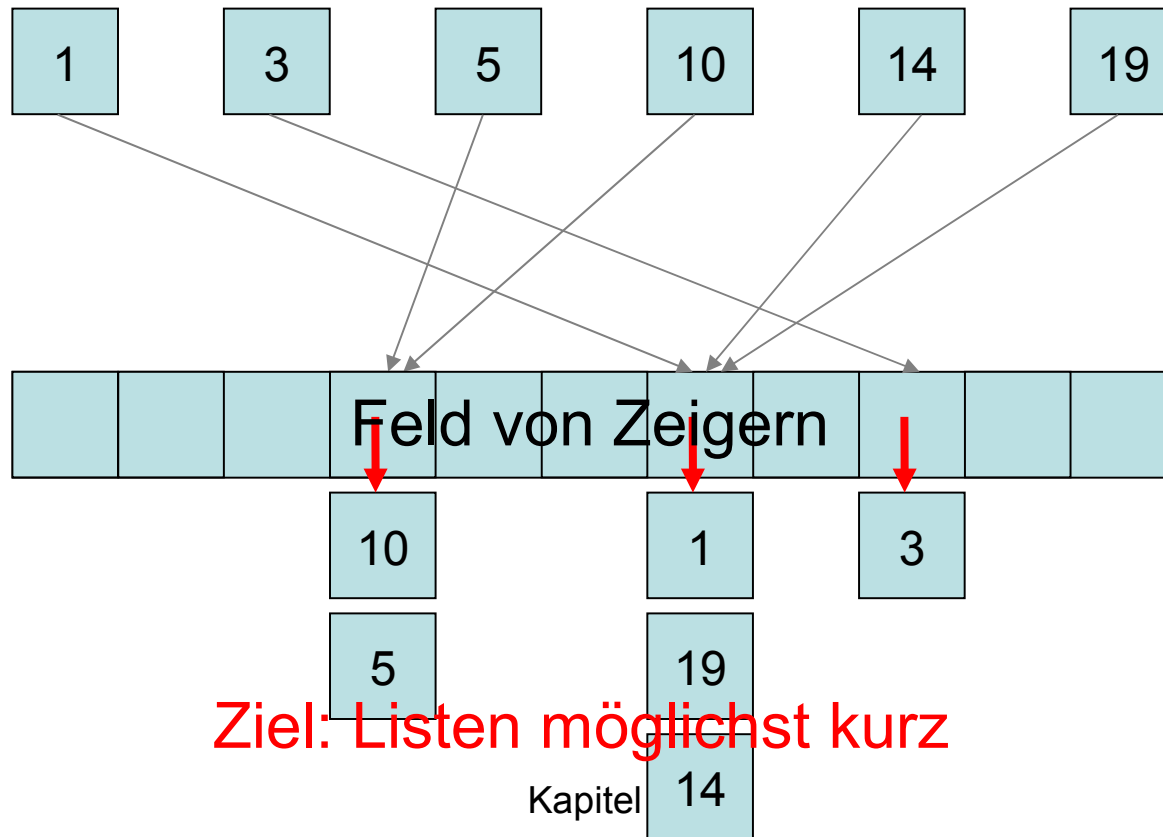 1 3 5 10 14 19
Feld von Zeigern
10 1 3
5 19
Ziel: Listen möglichst kurz
Kapitel 14